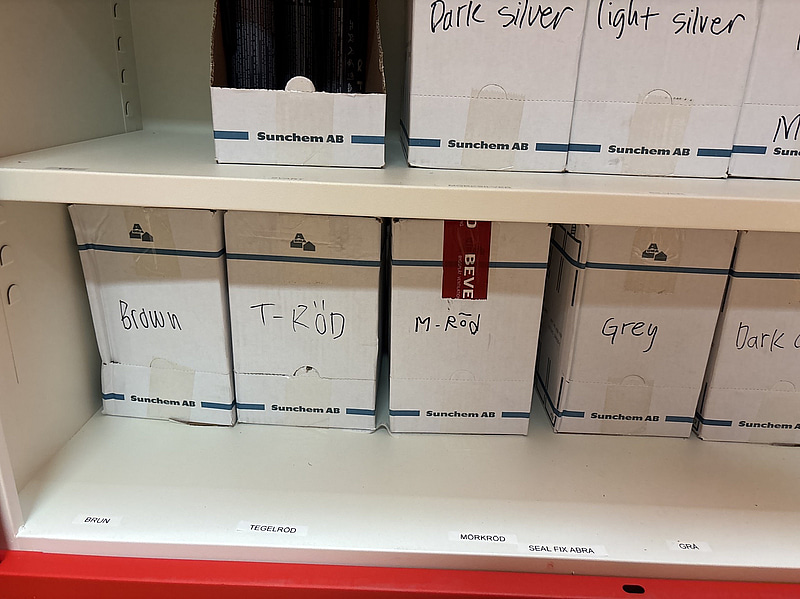 Dark silver
light silver
Sunchem AB
Sunchem AB
Sunchem AB
BEVE
Brown
T-RÖD
M-Röd
Grey
Dark
Sunchem AB
Sunchem AB
Sunchem AB
Sunchem AB
BRUN
TEGELRÖD
MÖRKRÖD
SEAL FIX ABRA
GRÅ